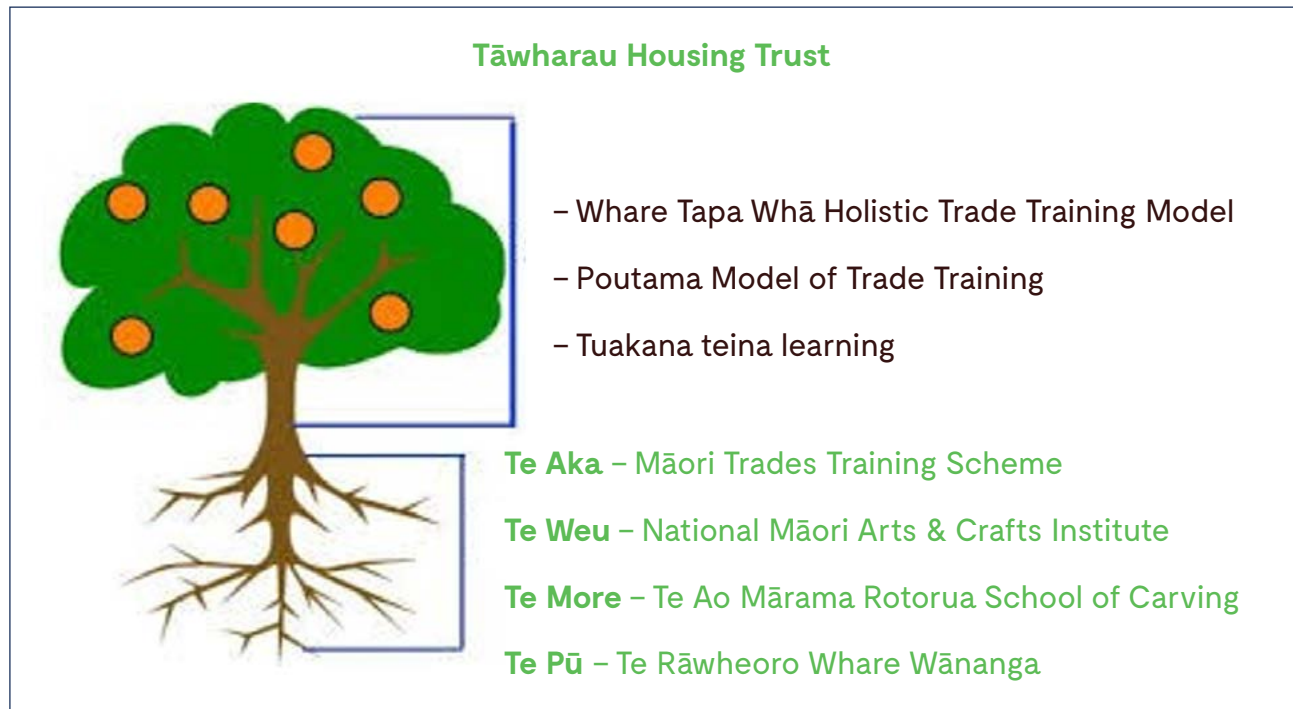 Tāwharau Housing Trust
– Whare Tapa Whā Holistic Trade Training Model
– Poutama Model of Trade Training
– Tuakana teina learning
Te Aka – Māori Trades Training Scheme
Te Weu – National Māori Arts & Crafts Institute
Te More – Te Ao Mārama Rotorua School of Carving
Te Pū – Te Rāwheoro Whare Wānanga